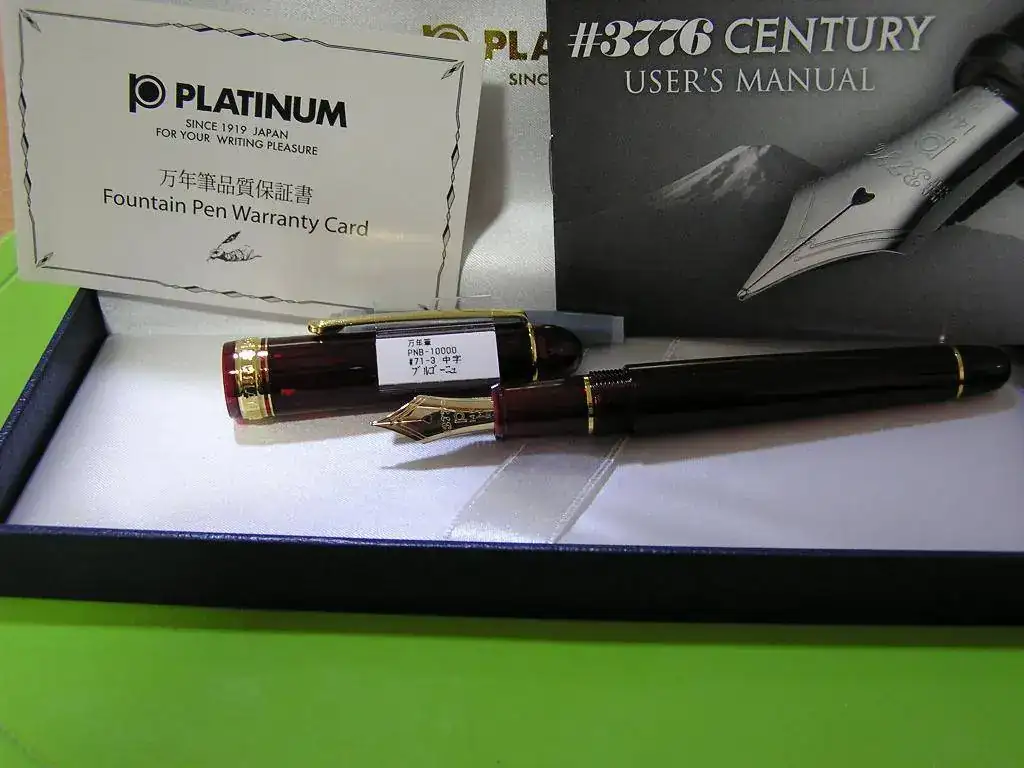 PLATINUM
SINCE 1919 JAPAN
FOR YOUR WRITING PLEASURE
万年筆品質保証書
Fountain Pen Warranty Card
PLA
SINC
#3776 CENTURY
USER'S MANUAL
万年筆
PNB-10000
#71-3 中字
ブルゴーニュ